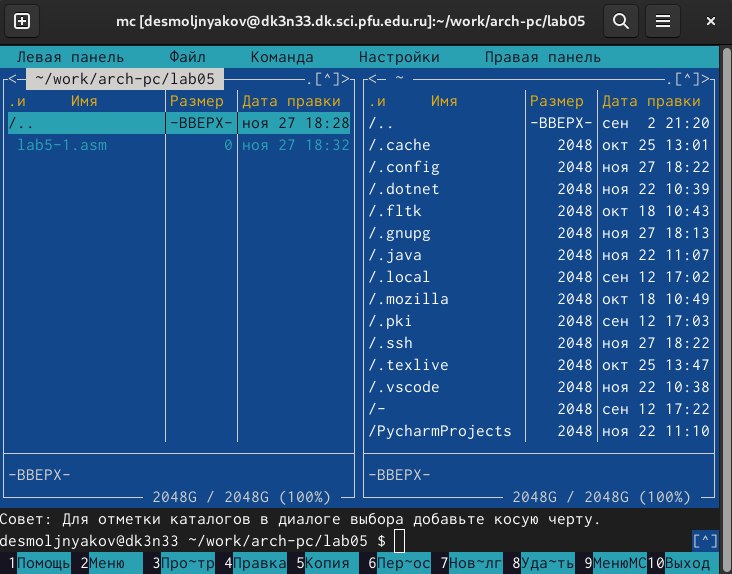 mc [desmoljnyakov@dk3n33.dk.sci.pfu.edu.ru]:~/work/arch-pc/lab05
Левая панель Файл Команда Настройки Правая панель
<— ~/work/arch-pc/lab05 .[^]> <— ~ .[^]>
.и Имя Размер Дата правки .и Имя Размер Дата правки
/.. -ВВЕРХ- ноя 27 18:28 /.. -ВВЕРХ- сен 2 21:20
lab5-1.asm 0 ноя 27 18:32 /.cache 2048 окт 25 13:01
/.config 2048 ноя 27 18:22
/.dotnet 2048 ноя 22 10:39
/.fltk 2048 окт 18 10:43
/.gnupg 2048 ноя 27 18:13
/.java 2048 ноя 22 11:07
/.local 2048 сен 12 17:02
/.mozilla 2048 окт 18 10:49
/.pki 2048 сен 12 17:03
/.ssh 2048 ноя 27 18:22
/.texlive 2048 окт 25 13:47
/.vscode 2048 ноя 22 10:38
/- 2048 сен 12 17:22
/PycharmProjects 2048 ноя 22 11:10
-ВВЕРХ- -ВВЕРХ-
2048G / 2048G (100%) 2048G / 2048G (100%)
Совет: Для отметки каталогов в диалоге выбора добавьте косую черту.
desmoljnyakov@dk3n33 ~/work/arch-pc/lab05 $ [^]
1Помощь 2Меню 3Про~тр 4Правка 5Копия 6Пер~ос 7Нов~лг 8Уда~ть 9МенюMC 10Выход